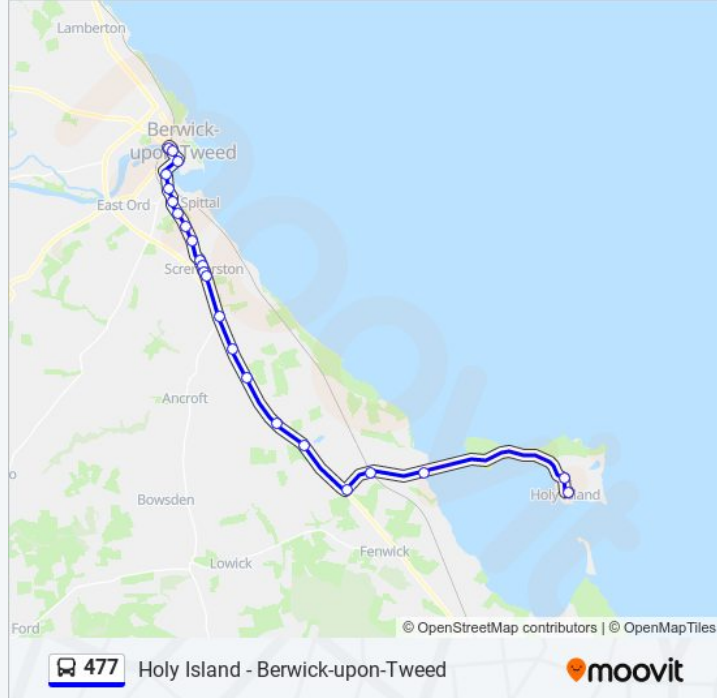 Lamberton
Berwick-
upon-Tweed
East Ord
Spittal
Scremerston
Ancroft
Bowsden
Holy Island
Fenwick
Lowick
Ford
© OpenStreetMap contributors | © OpenMapTiles
477 Holy Island - Berwick-upon-Tweed
moovit